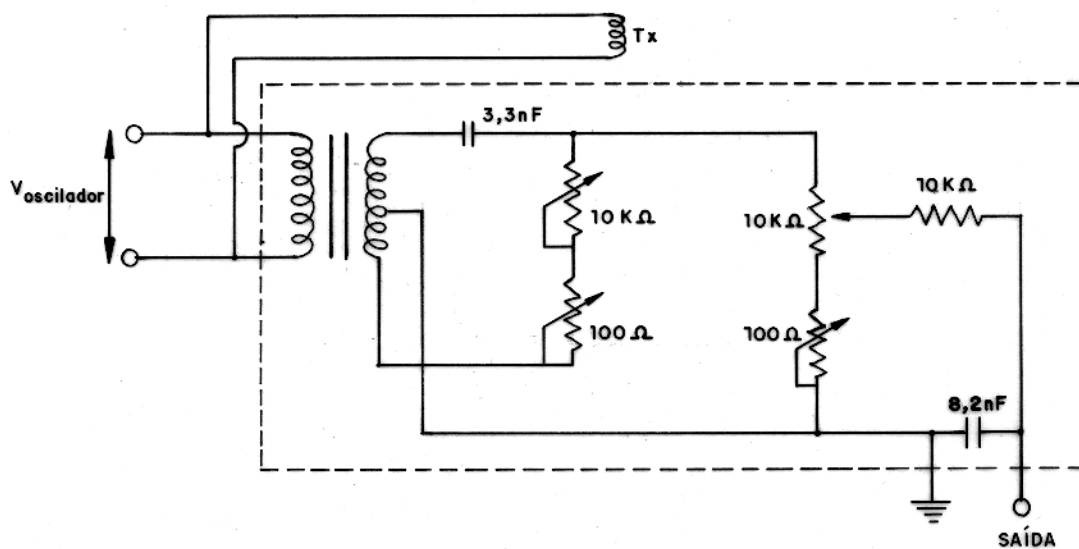 Tx
3,3nF
Voscilador
10KΩ
10KΩ
10KΩ
100Ω
100Ω
8,2nF
SAÍDA